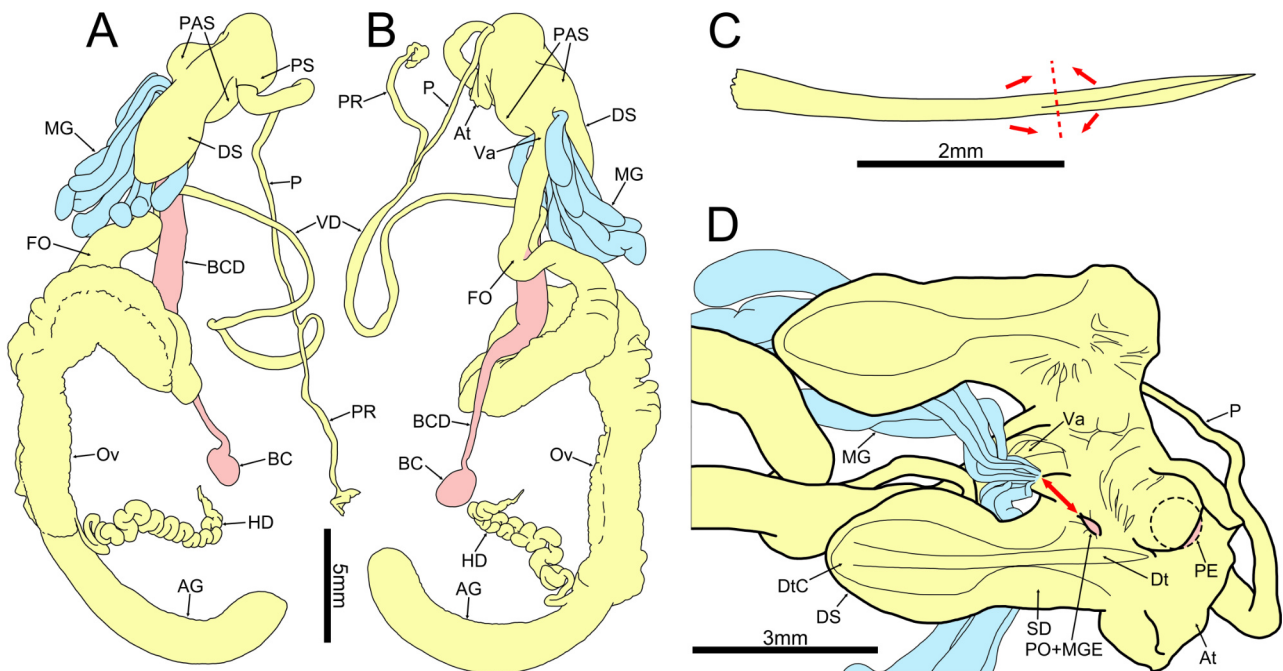 A
PAS
PS
MG
DS
P
VD
FO
BCD
PR
Ov
BC
HD
AG
5mm
B
PAS
PR
P
DS
At
Va
MG
FO
BCD
BC
Ov
HD
AG
C
2mm
D
P
Va
MG
PE
DtC
Dt
DS
SD
PO+MGE
At
3mm